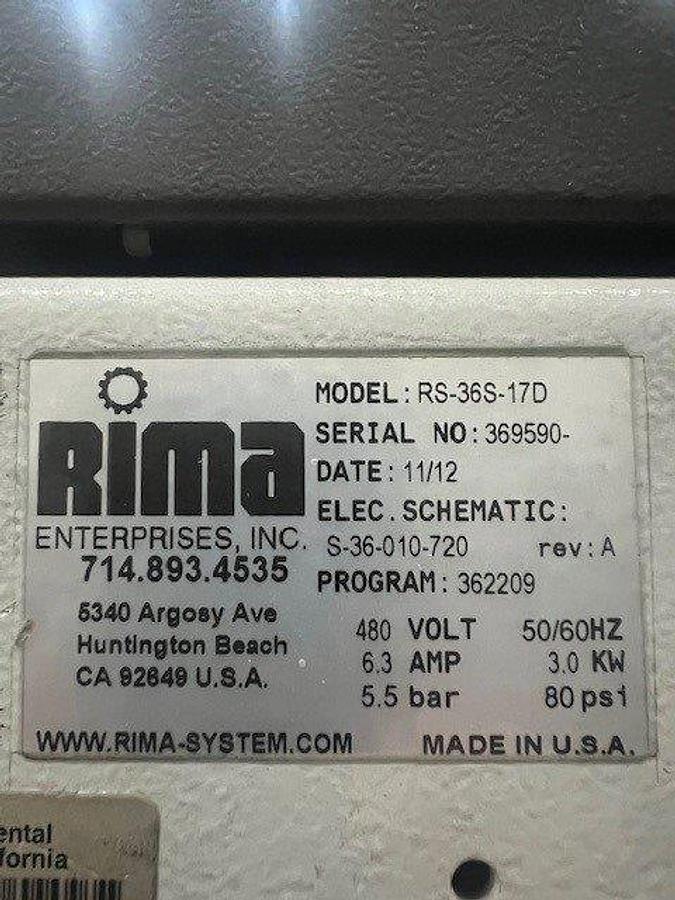 RIMA
ENTERPRISES, INC.
714.893.4535
5340 Argosy Ave
Huntington Beach
CA 92649 U.S.A.
WWW.RIMA-SYSTEM.COM
MODEL: RS-36S-17D
SERIAL NO: 369590-
DATE: 11/12
ELEC. SCHEMATIC:
S-36-010-720 rev: A
PROGRAM: 362209
480 VOLT 50/60HZ
6.3 AMP 3.0 KW
5.5 bar 80 psi
MADE IN U.S.A.
ental
fornia